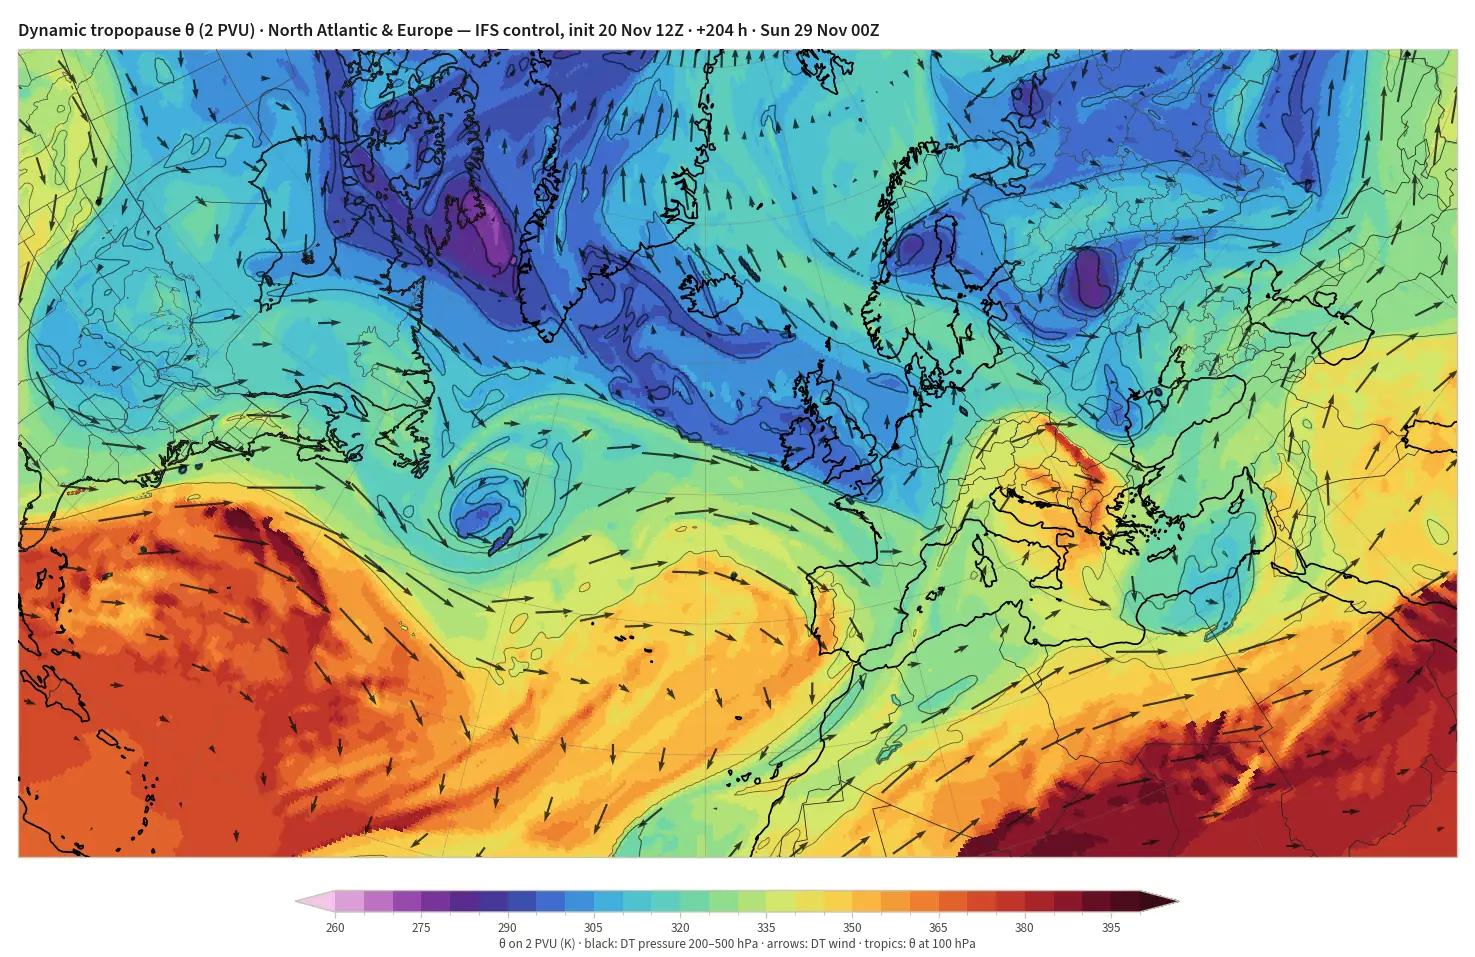 Dynamic tropopause θ (2 PVU) · North Atlantic & Europe — IFS control, init 20 Nov 12Z · +204 h · Sun 29 Nov 00Z
260 275 290 305 320 335 350 365 380 395
θ on 2 PVU (K) · black: DT pressure 200–500 hPa · arrows: DT wind · tropics: θ at 100 hPa